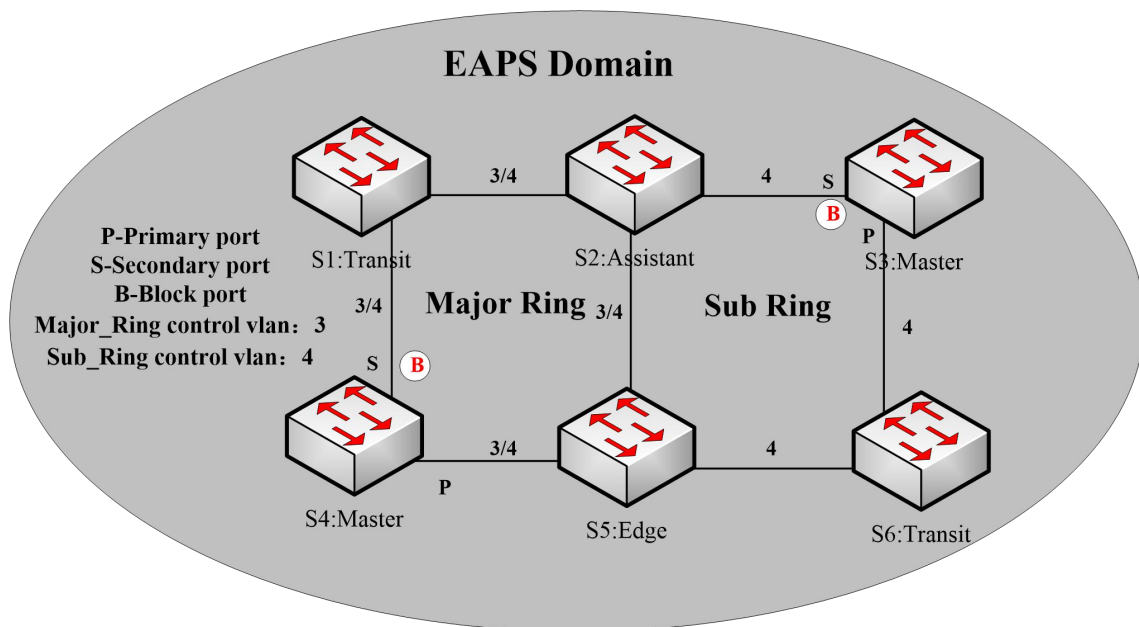 EAPS Domain
3/4
4
S
B
P
S1:Transit
S2:Assistant
S3:Master
P-Primary port
S-Secondary port
B-Block port
Major_Ring control vlan：3
Sub_Ring control vlan：4
3/4
Major Ring
3/4
Sub Ring
4
S
B
3/4
P
4
S4:Master
S5:Edge
S6:Transit